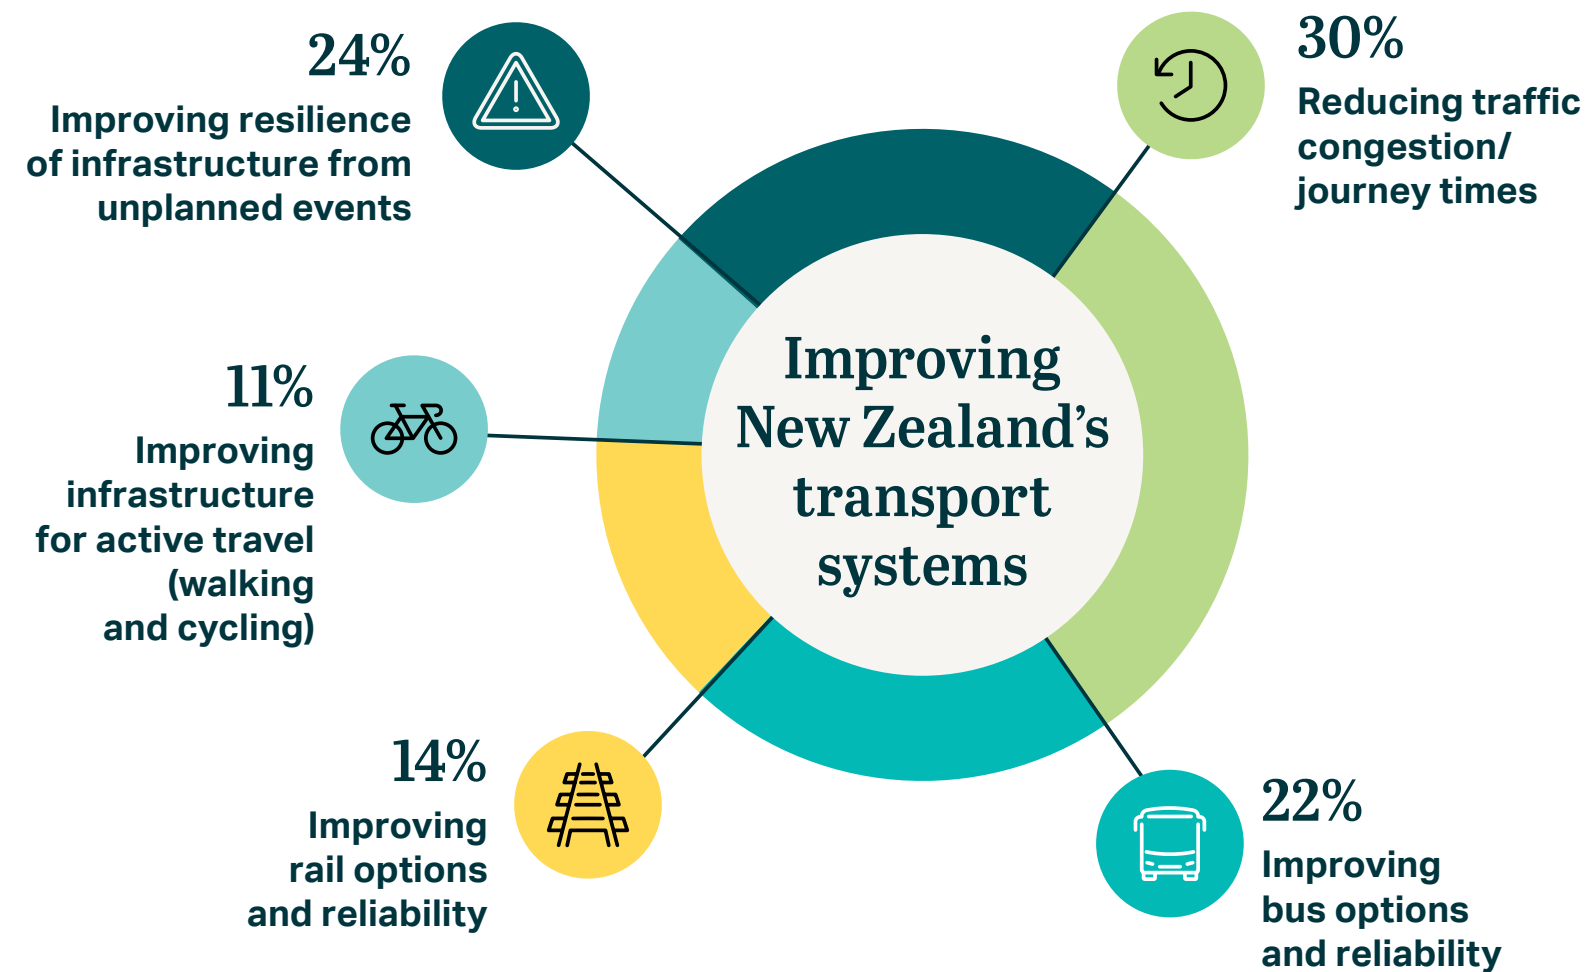 24%
Improving resilience
of infrastructure from
unplanned events
30%
Reducing traffic
congestion/
journey times
Improving
New Zealand’s
transport
systems
11%
Improving
infrastructure
for active travel
(walking
and cycling)
14%
Improving
rail options
and reliability
22%
Improving
bus options
and reliability